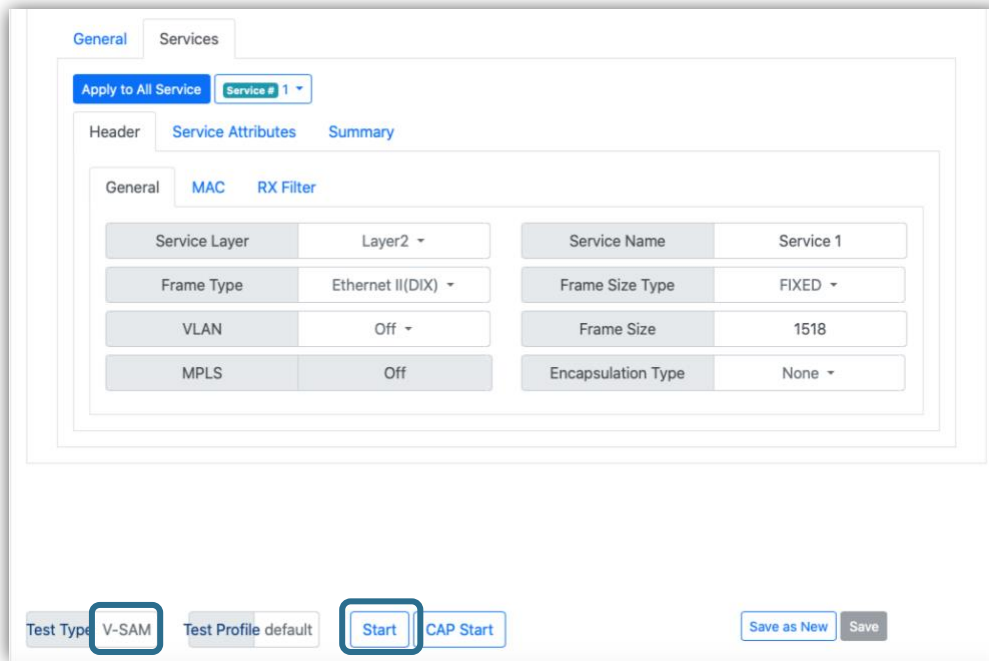 General Services
Apply to All Service Service # 1
Header Service Attributes Summary
General MAC RX Filter
Service Layer Layer2 Service Name Service 1
Frame Type Ethernet II(DIX) Frame Size Type FIXED
VLAN Off Frame Size 1518
MPLS Off Encapsulation Type None
Test Type V-SAM Test Profile default Start CAP Start Save as New Save